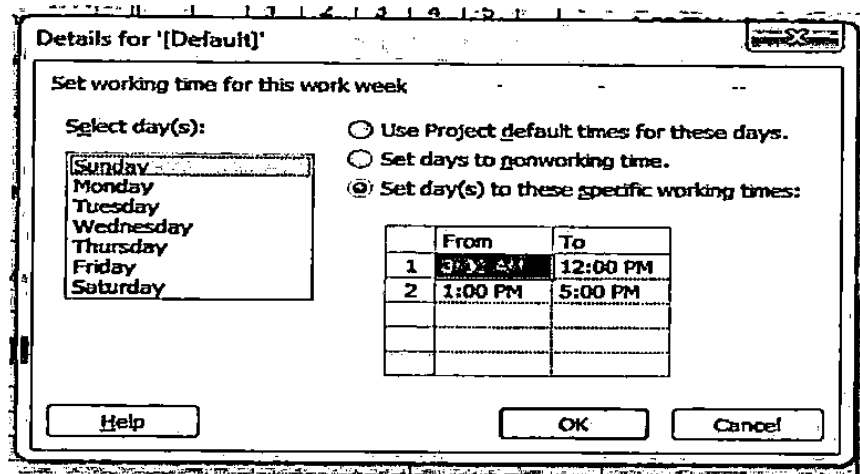 Details for '[Default]'
Set working time for this work week
Select day(s):
Sunday
Monday
Tuesday
Wednesday
Thursday
Friday
Saturday
Use Project default times for these days.
Set days to nonworking time.
Set day(s) to these specific working times:
From To
1 12:00 PM
2 1:00 PM 5:00 PM
Help OK Cancel